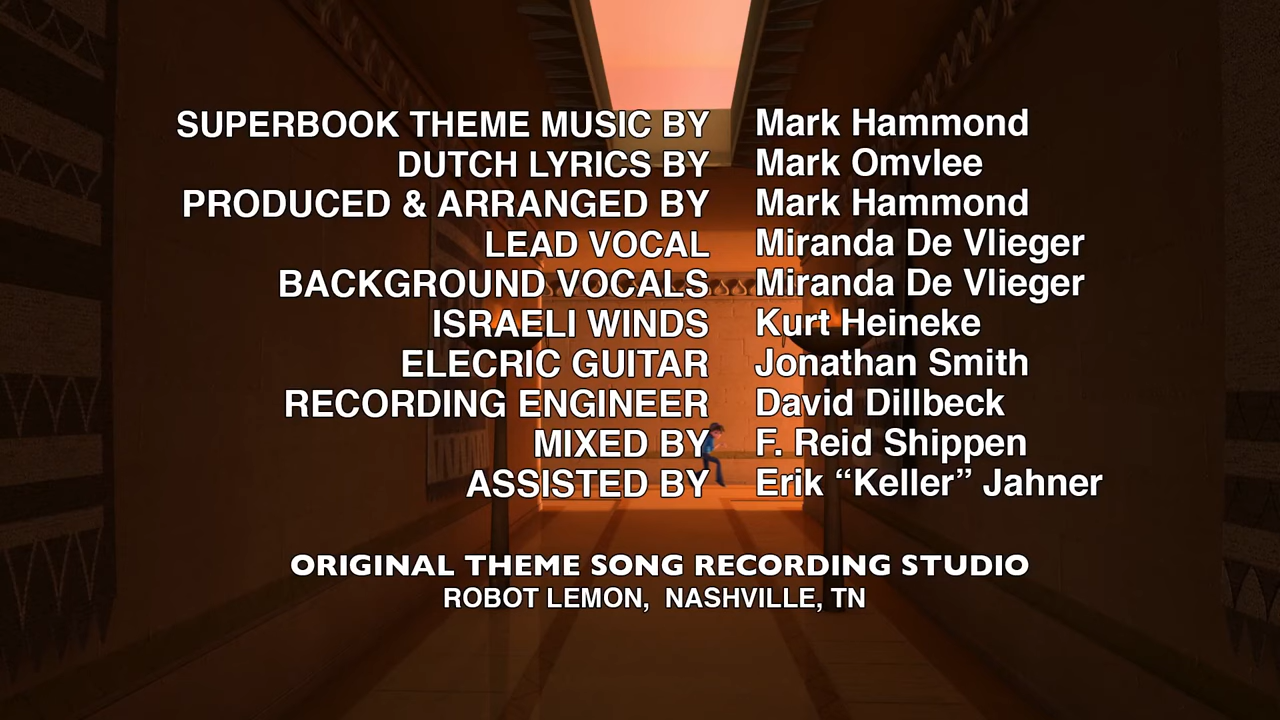 SUPERBOOK THEME MUSIC BY Mark Hammond
DUTCH LYRICS BY Mark Omvlee
PRODUCED & ARRANGED BY Mark Hammond
LEAD VOCAL Miranda De Vlieger
BACKGROUND VOCALS Miranda De Vlieger
ISRAELI WINDS Kurt Heineke
ELECRIC GUITAR Jonathan Smith
RECORDING ENGINEER David Dillbeck
MIXED BY F. Reid Shippen
ASSISTED BY Erik “Keller” Jahner
ORIGINAL THEME SONG RECORDING STUDIO
ROBOT LEMON, NASHVILLE, TN